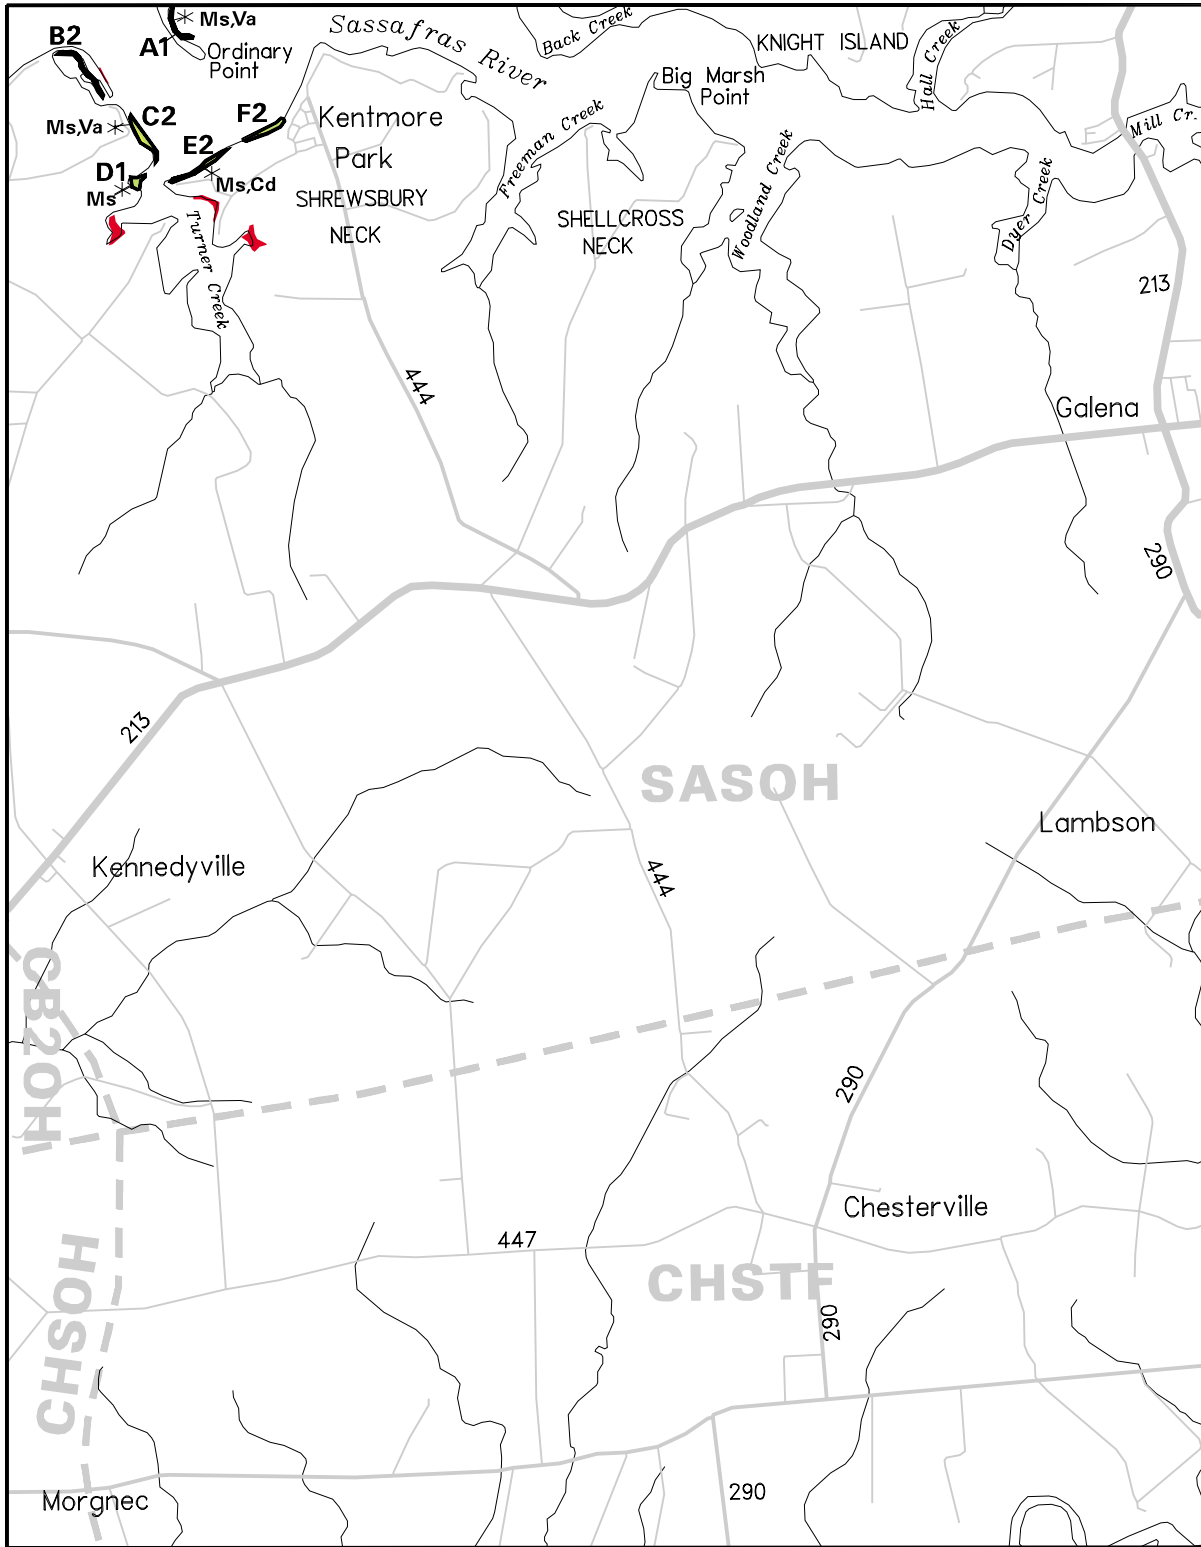 B2
Ms,Va
A1
Ordinary
Point
Sassafras River
Back Creek
KNIGHT ISLAND
Hall Creek
Big Marsh
Point
Mill Cr.
Ms,Va
C2
F2
Kentmore
Park
E2
D1
Ms
Ms,Cd
SHREWSBURY
NECK
Freeman Creek
SHELLCROSS
NECK
Woodland Creek
Dyer Creek
Turner Creek
213
444
Galena
290
213
SASOH
Lambson
Kennedyville
444
CB2OH
290
Chesterville
447
CHSTF
CHSOH
290
Morgnec
290